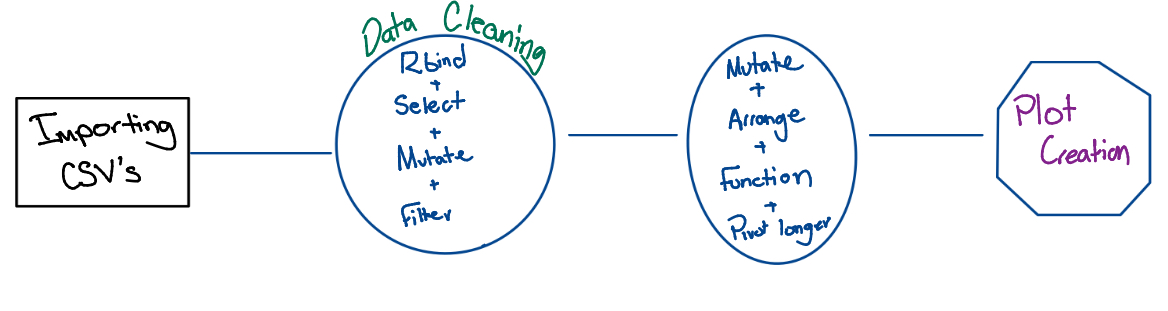 Data Cleaning
Importing
CSV's
Rbind
+
Select
+
Mutate
+
Filter
Mutate
+
Arrange
+
Function
+
Pivot longer
Plot
Creation